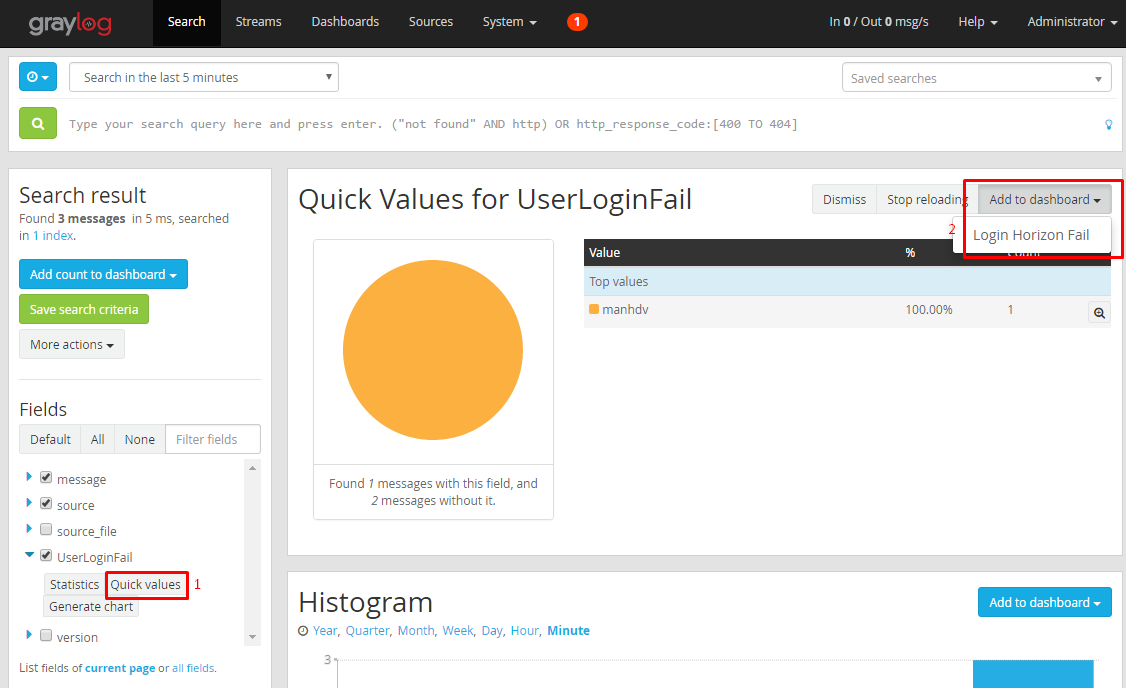 graylog
Search
Streams
Dashboards
Sources
System
1
In 0 / Out 0 msg/s
Help
Administrator
Search in the last 5 minutes
Saved searches
Type your search query here and press enter. ("not found" AND http) OR http_response_code:[400 TO 404]
Search result
Found 3 messages in 5 ms, searched
in 1 index.
Add count to dashboard
Save search criteria
More actions
Fields
Default
All
None
Filter fields
message
source
source_file
UserLoginFail
Statistics
Quick values
1
Generate chart
version
List fields of current page or all fields.
Quick Values for UserLoginFail
Dismiss
Stop reloading
Add to dashboard
2
Login Horizon Fail
Value
%
Count
Top values
manhdv
100.00%
1
Found 1 messages with this field, and
2 messages without it.
Histogram
Add to dashboard
Year, Quarter, Month, Week, Day, Hour, Minute
3